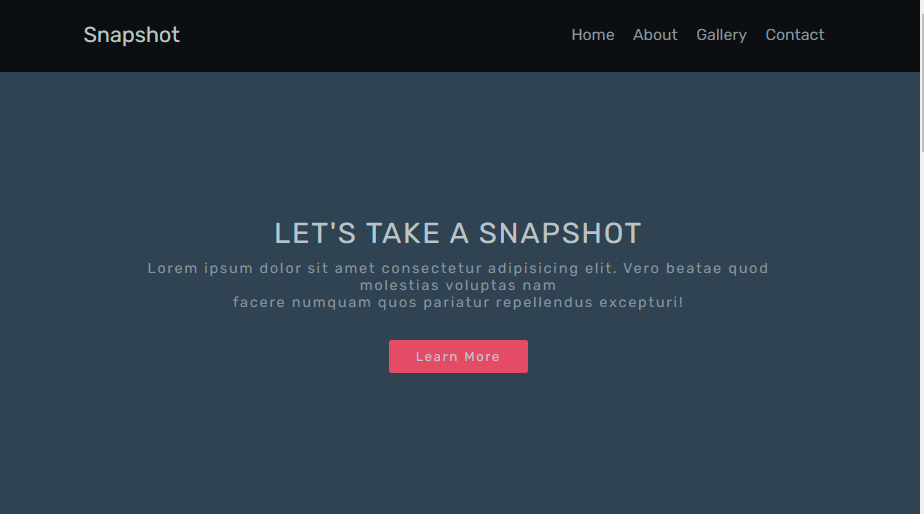 Snapshot
Home About Gallery Contact
LET'S TAKE A SNAPSHOT
Lorem ipsum dolor sit amet consectetur adipisicing elit. Vero beatae quod
molestias voluptas nam
facere numquam quos pariatur repellendus excepturi!
Learn More